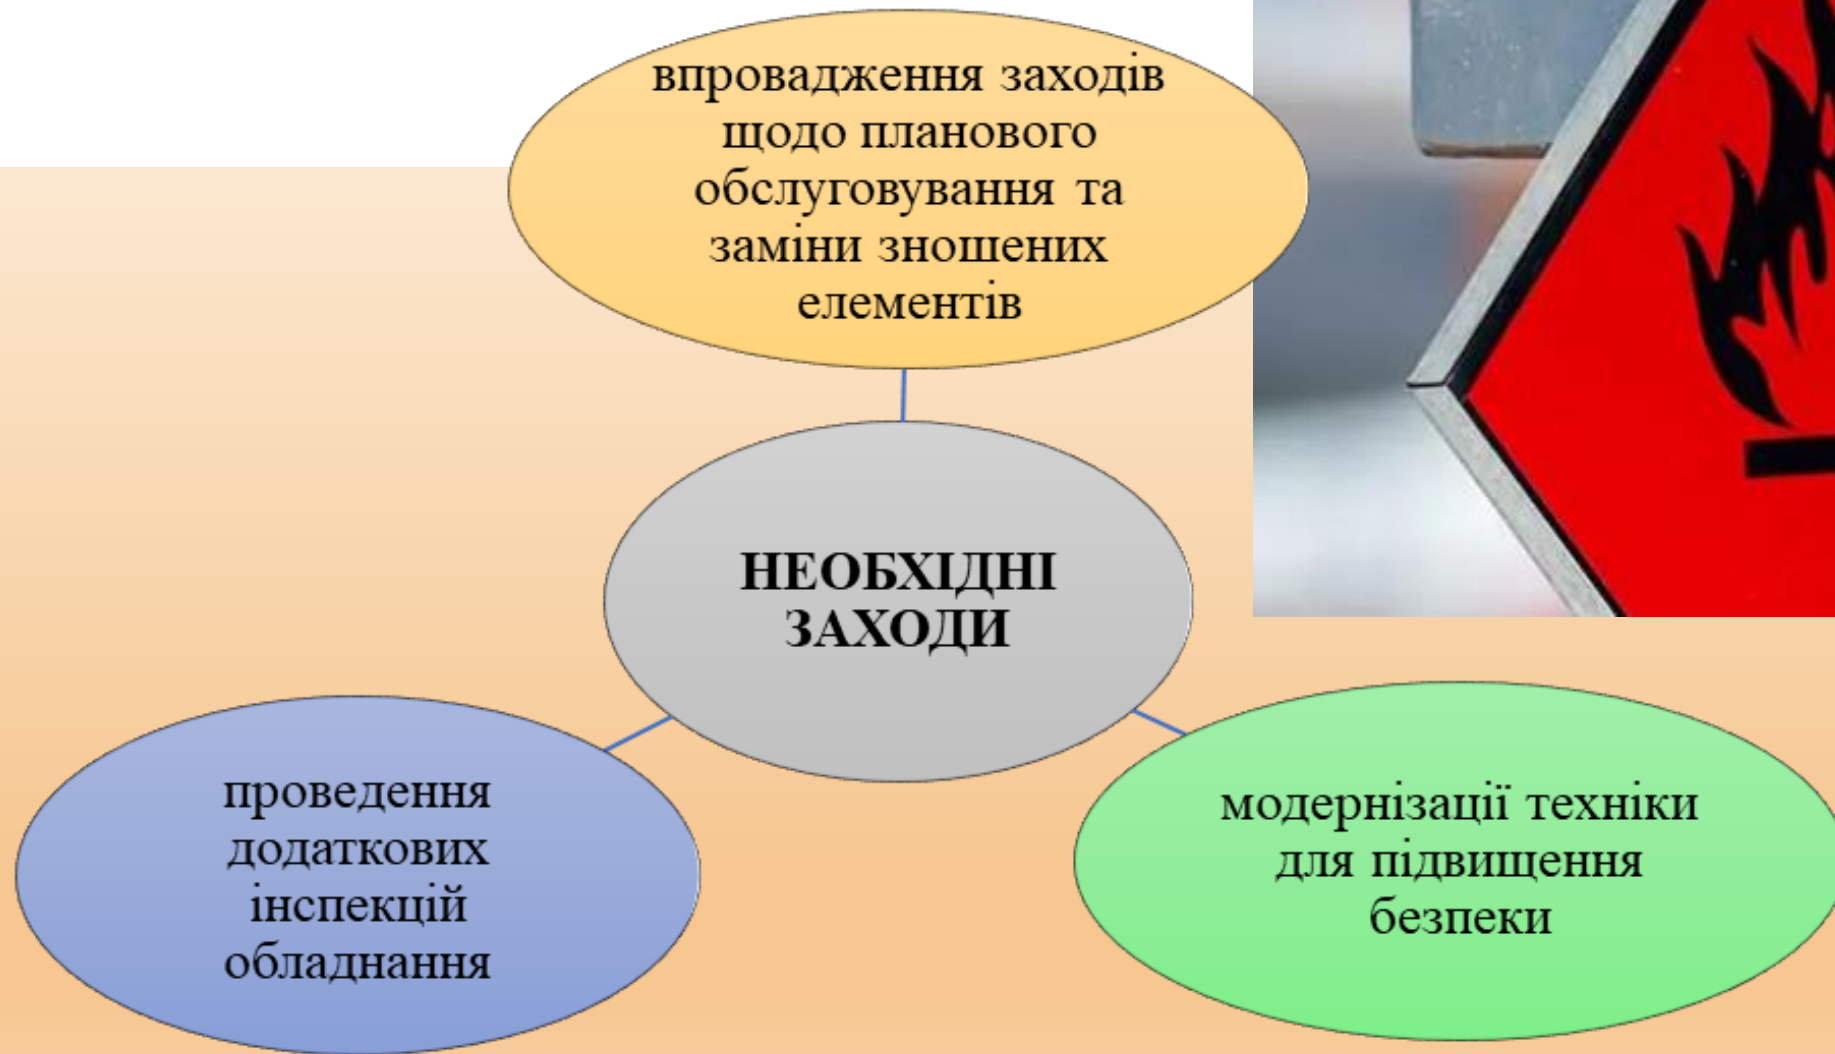 впровадження заходів
щодо планового
обслуговування та
заміни зношених
елементів
НЕОБХІДНІ
ЗАХОДИ
проведення
додаткових
інспекцій
обладнання
модернізації техніки
для підвищення
безпеки